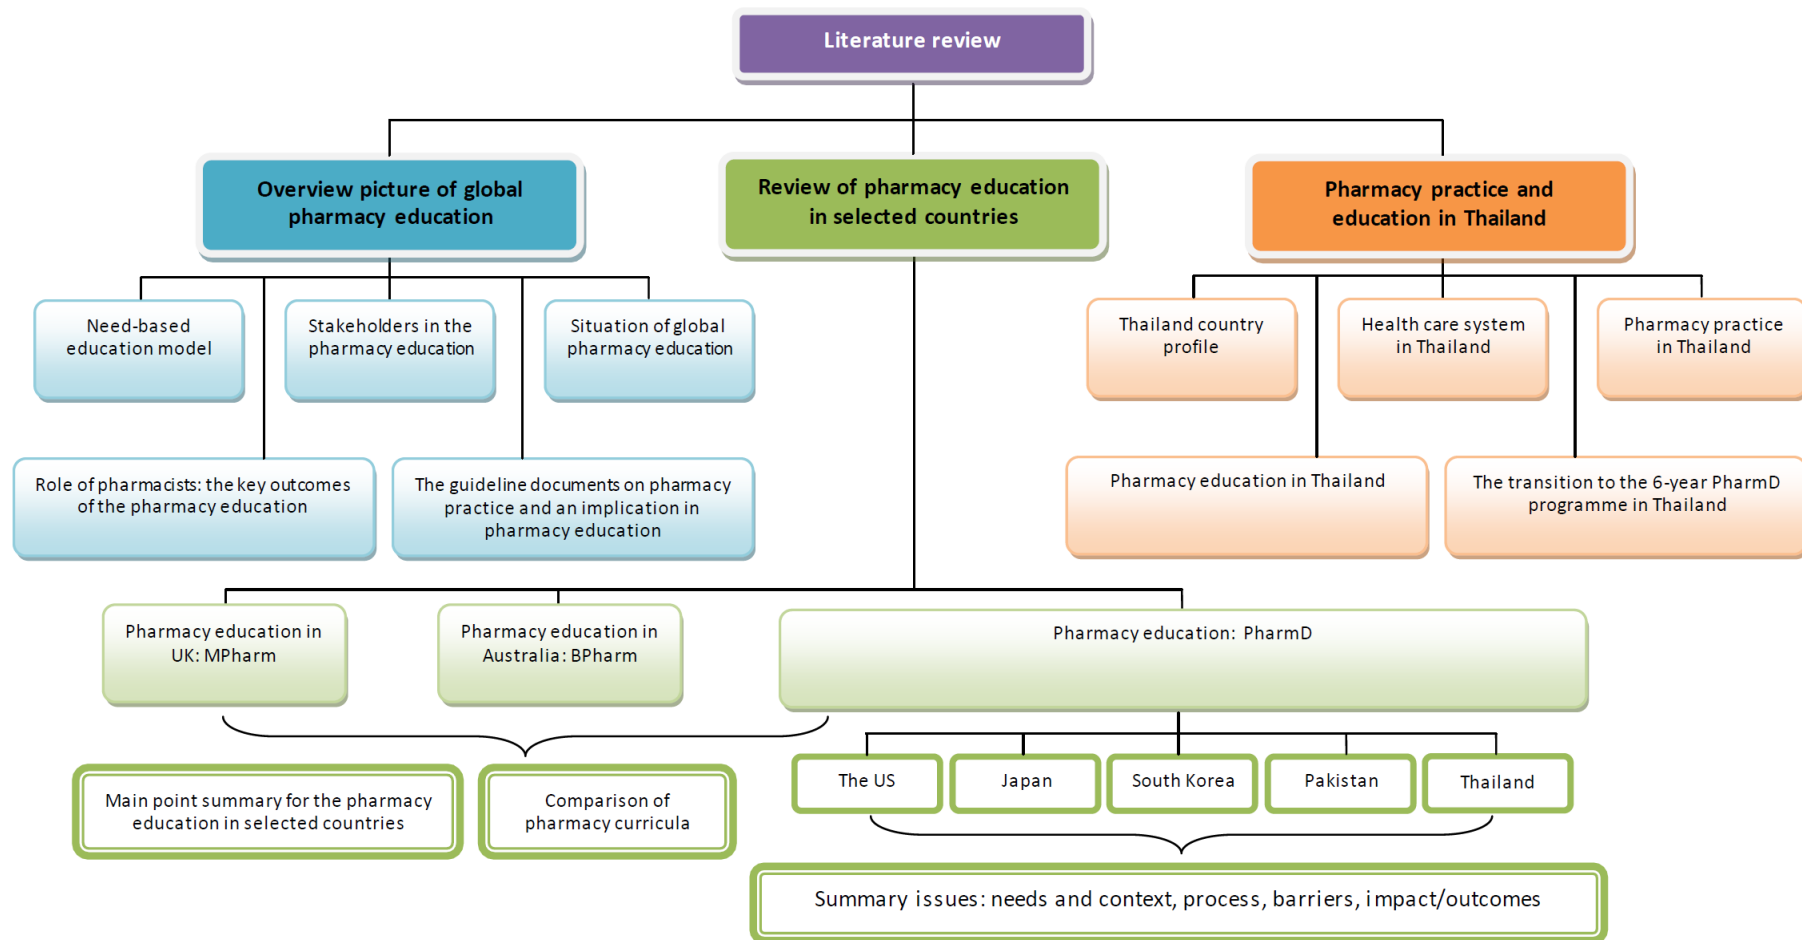 Literature review
Overview picture of global
pharmacy education
Review of pharmacy education
in selected countries
Pharmacy practice and
education in Thailand
Need-based
education model
Stakeholders in the
pharmacy education
Situation of global
pharmacy education
Thailand country
profile
Health care system
in Thailand
Pharmacy practice
in Thailand
Role of pharmacists: the key outcomes
of the pharmacy education
The guideline documents on pharmacy
practice and an implication in
pharmacy education
Pharmacy education in Thailand
The transition to the 6-year PharmD
programme in Thailand
Pharmacy education in
UK: MPharm
Pharmacy education in
Australia: BPharm
Pharmacy education: PharmD
The US
Japan
South Korea
Pakistan
Thailand
Main point summary for the pharmacy
education in selected countries
Comparison of
pharmacy curricula
Summary issues: needs and context, process, barriers, impact/outcomes